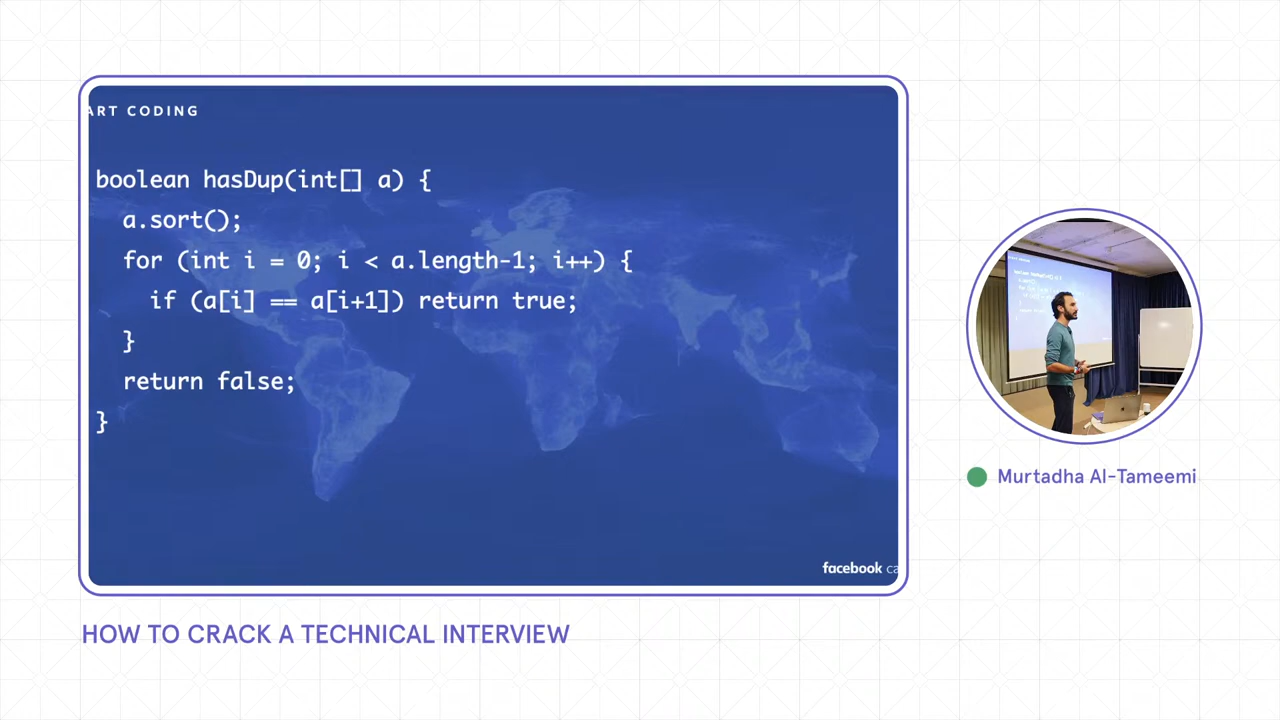 ART CODING
boolean hasDup(int[] a) {
  a.sort();
  for (int i = 0; i < a.length-1; i++) {
    if (a[i] == a[i+1]) return true;
  }
  return false;
}
facebook ca
HOW TO CRACK A TECHNICAL INTERVIEW
Murtadha Al-Tameemi